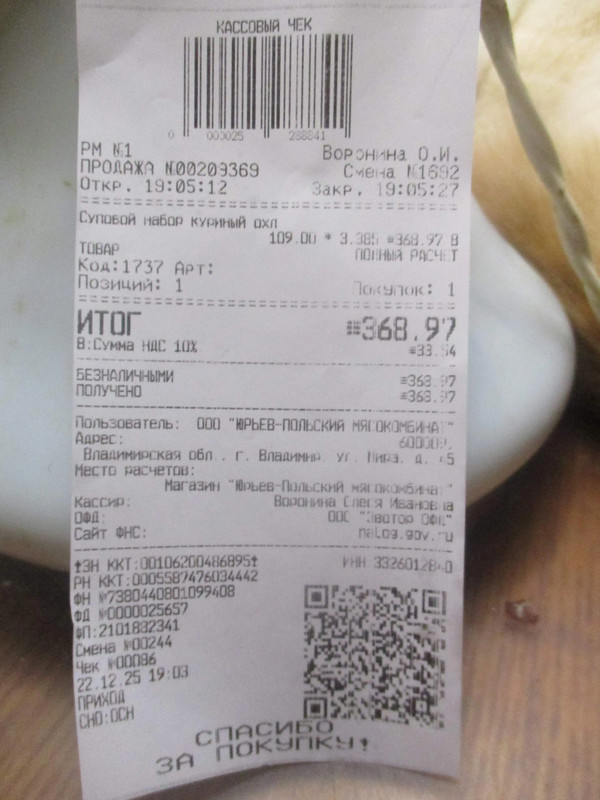 КАССОВЫЙ ЧЕК
0 000025 288841
РМ №1 Воронина О.И.
ПРОДАЖА №00209369 Смена №1692
Откр. 19:05:12 Закр. 19:05:27
Суповой набор куриный охл
109.00 * 3.385 =368.97 В
ТОВАР ПОЛНЫЙ РАСЧЕТ
Код:1737 Арт:
Позиций: 1 Покупок: 1
ИТОГ =368.97
В:Сумма НДС 10% =33.54
БЕЗНАЛИЧНЫМИ =368.97
ПОЛУЧЕНО =368.97
Пользователь: ООО "ЮРЬЕВ-ПОЛЬСКИЙ МЯСОКОМБИНАТ"
Адрес:
Владимирская обл., г. Владимир, ул. Мира, д.
Место расчетов:
Магазин "Юрьев-Польский мясокомбинат"
Кассир: Воронина Олеся Ивановна
ОФД: ООО "Эвотор ОФД"
Сайт ФНС: nalog.gov.ru
*ЗН ККТ:00106200486895* ИНН
РН ККТ:0005587476034442
ФН №7380440801099408
ФД №0000025657
ФП:2101832341
Смена №00244
Чек №00086
22.12.25 19:03
ПРИХОД
СНО:ОСН
СПАСИБО
ЗА ПОКУПКУ!